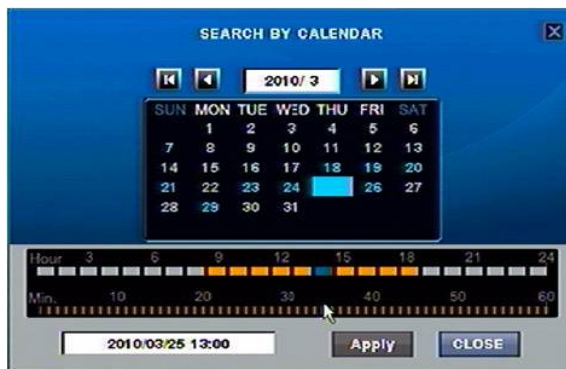 SEARCH BY CALENDAR
2010/ 3
SUN MON TUE WED THU FRI SAT
1 2 3 4 5 6
7 8 9 10 11 12 13
14 15 16 17 18 19 20
21 22 23 24 26 27
28 29 30 31
Hour 3 6 9 12 15 18 21 24
Min. 10 20 30 40 50 60
2010/03/25 13:00 Apply CLOSE